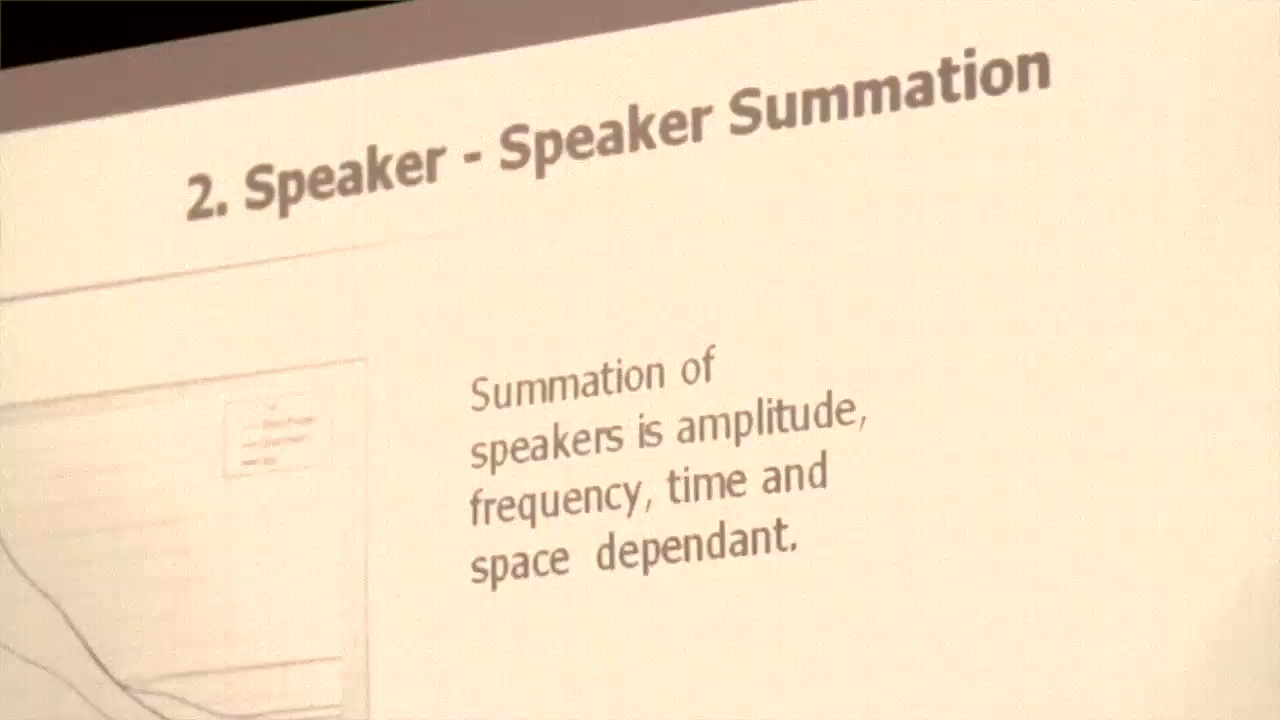 2. Speaker - Speaker Summation
Summation of
speakers is amplitude,
frequency, time and
space dependant.